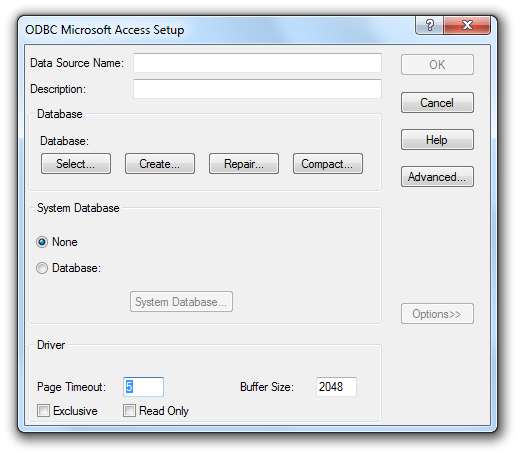 ODBC Microsoft Access Setup
?
Data Source Name:
OK
Description:
Cancel
Database
Database:
Help
Select... Create... Repair... Compact...
Advanced...
System Database
None
Database:
System Database...
Options>>
Driver
Page Timeout: 5 Buffer Size: 2048
Exclusive Read Only